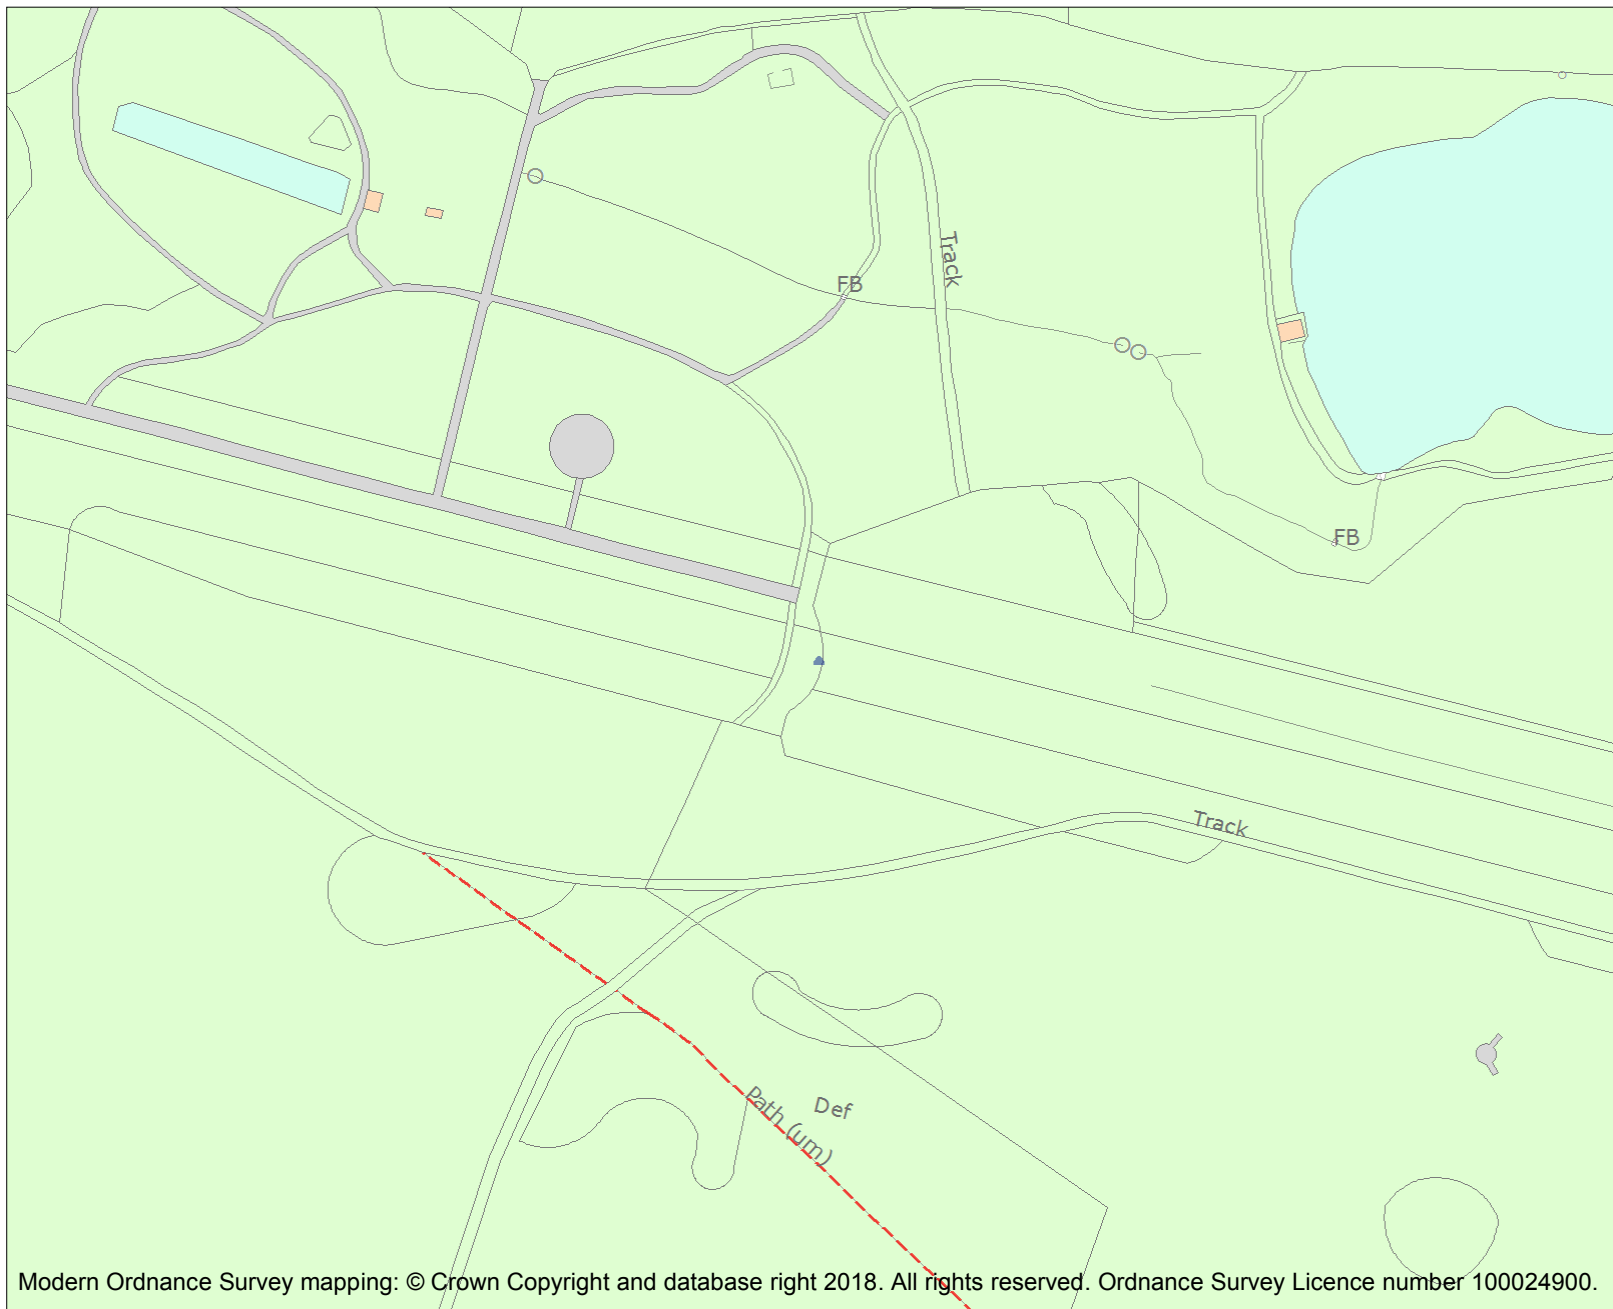 Track
FB
FB
Track
Def
Path (um)
Modern Ordnance Survey mapping: © Crown Copyright and database right 2018. All rights reserved. Ordnance Survey Licence number 100024900.